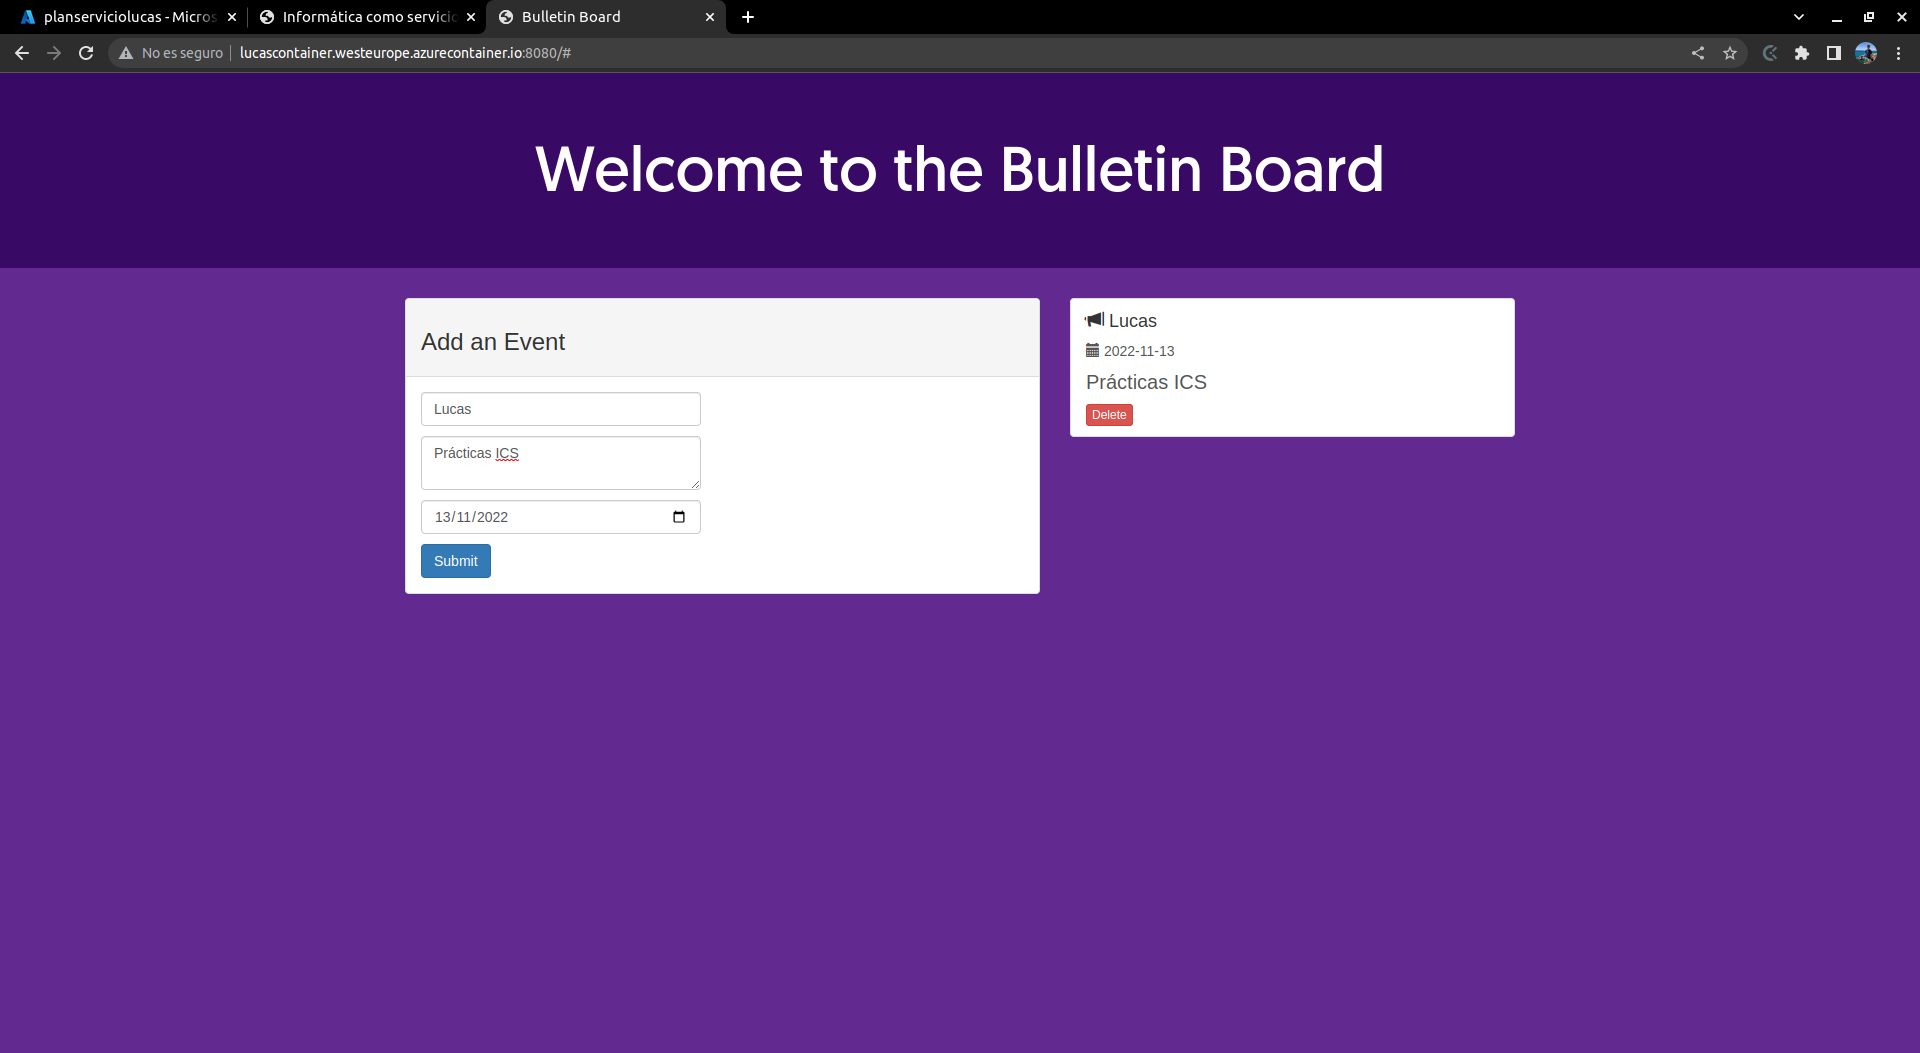 planserviciolucas - Micros
Informática como servicio
Bulletin Board
No es seguro
lucascontainer.westeurope.azurecontainer.io:8080/#
Welcome to the Bulletin Board
Add an Event
Lucas
Prácticas ICS
13/11/2022
Submit
Lucas
2022-11-13
Prácticas ICS
Delete